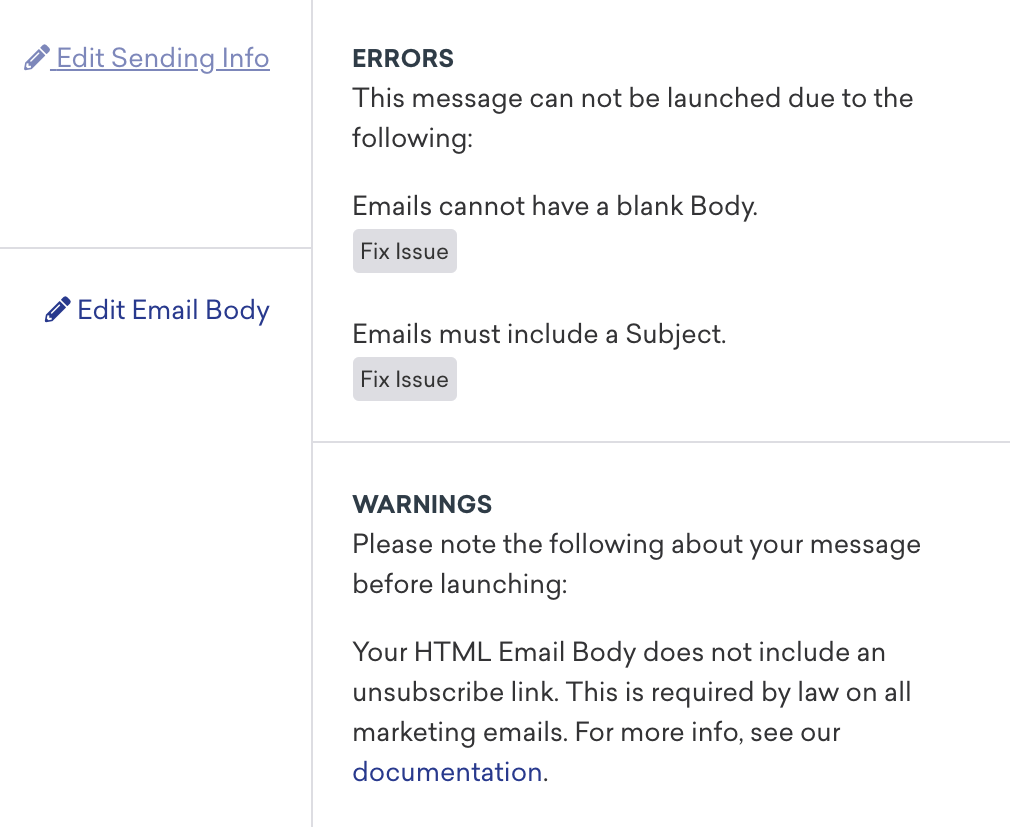 Edit Sending Info
Edit Email Body
ERRORS
This message can not be launched due to the
following:
Emails cannot have a blank Body.
Fix Issue
Emails must include a Subject.
Fix Issue
WARNINGS
Please note the following about your message
before launching:
Your HTML Email Body does not include an
unsubscribe link. This is required by law on all
marketing emails. For more info, see our
documentation.